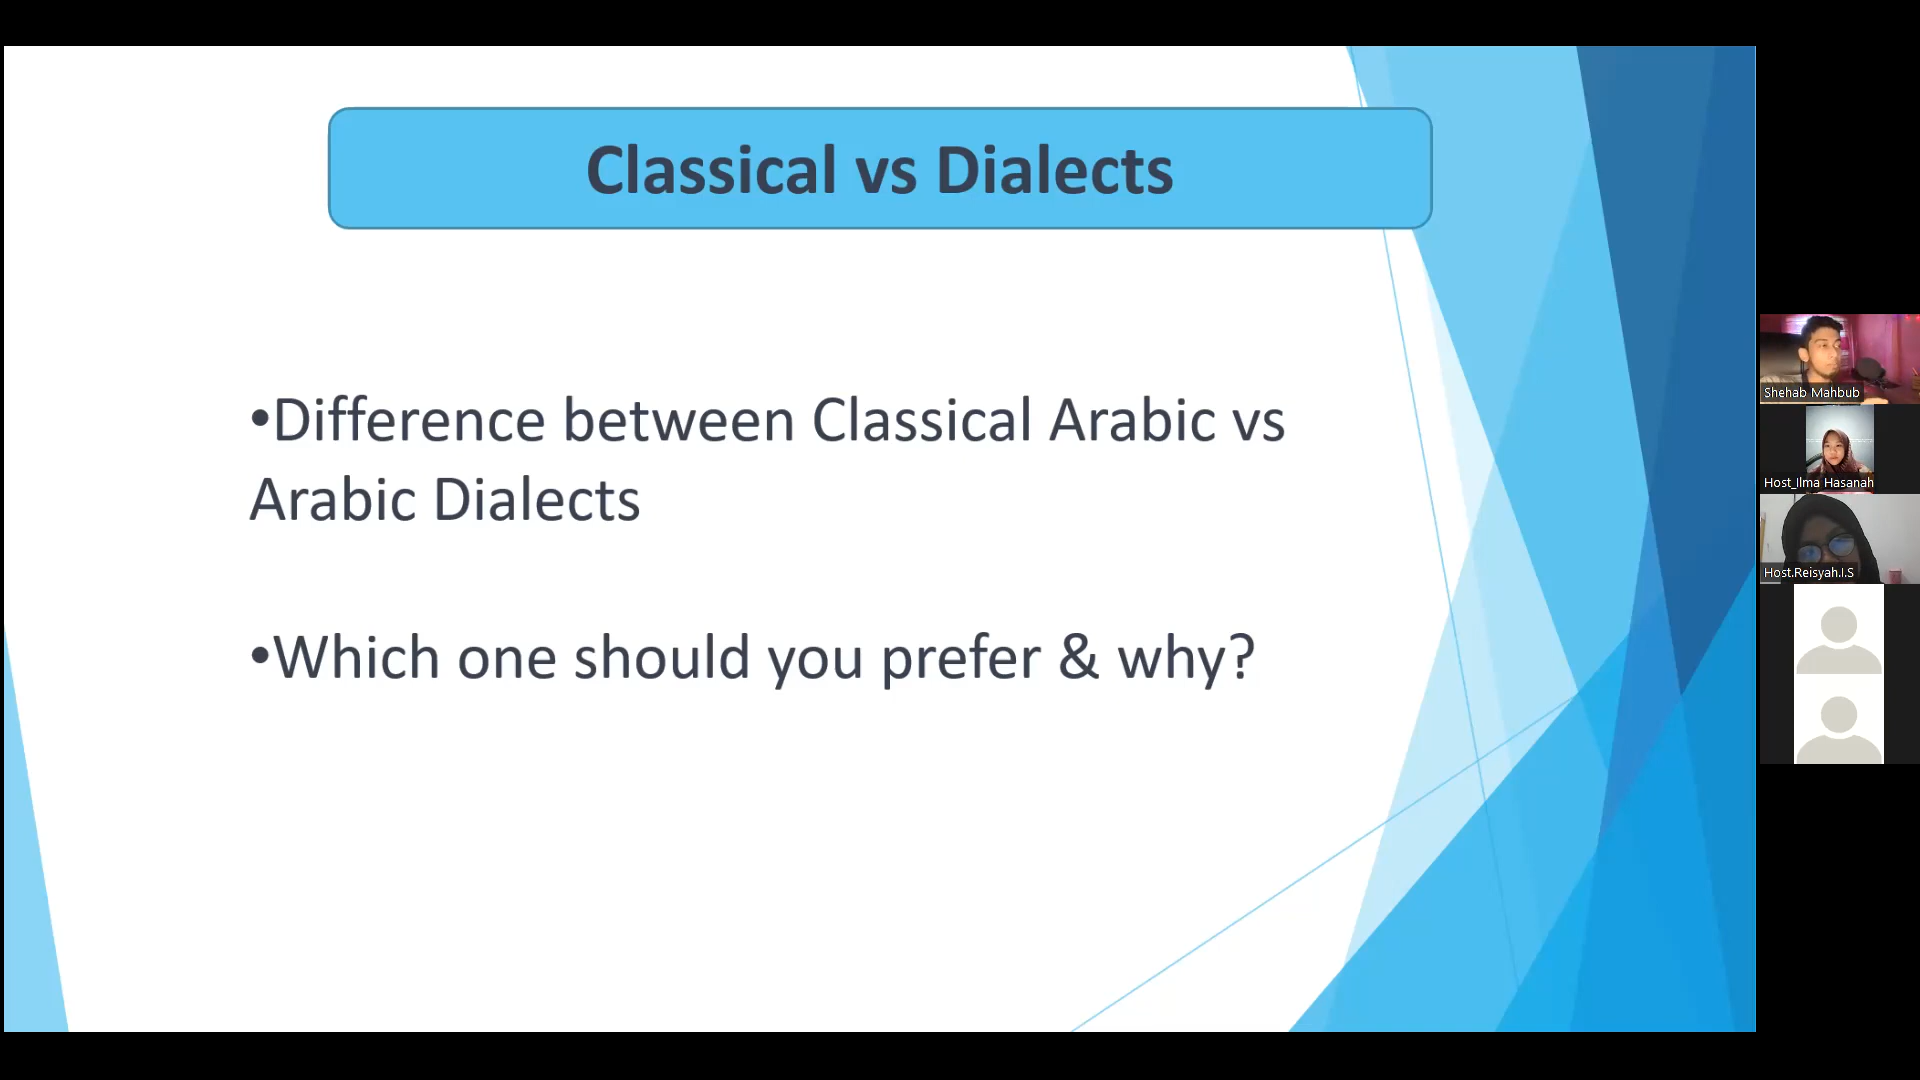 Classical vs Dialects
•Difference between Classical Arabic vs
Arabic Dialects
•Which one should you prefer & why?
Shehab Mahbub
Host_Ilma Hasanah
Host.Reisyah.I.S